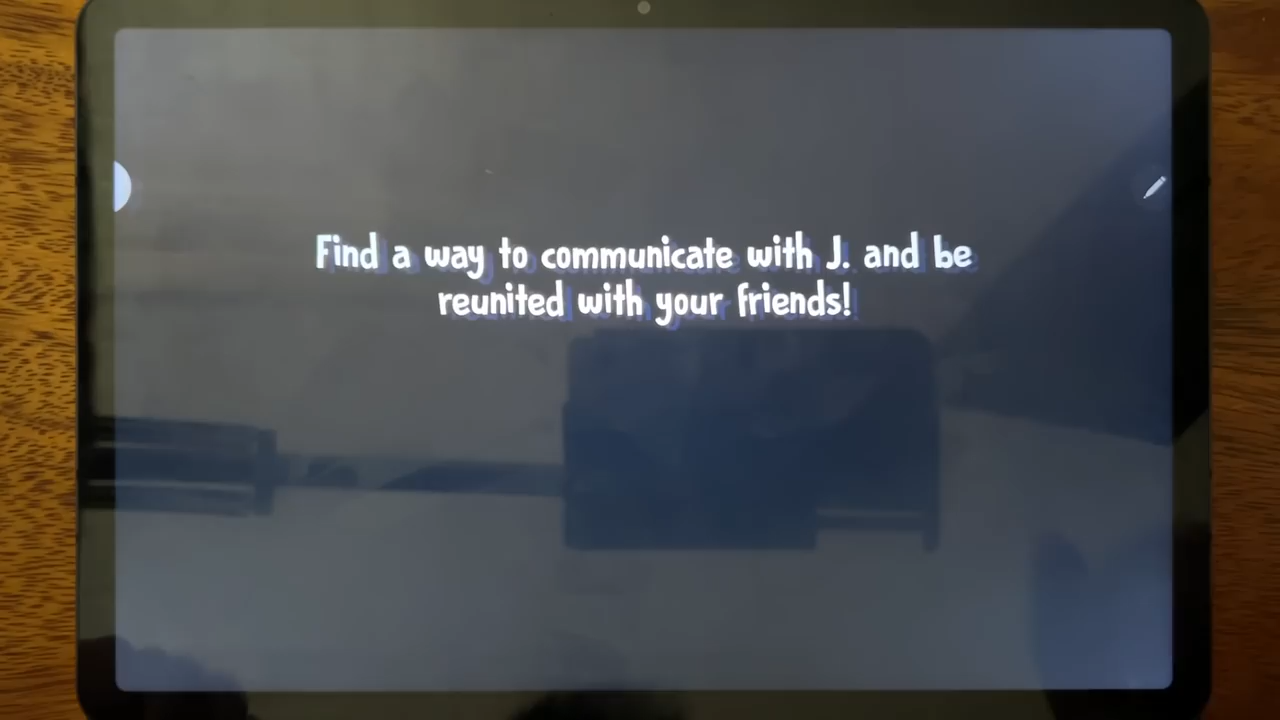 Find a way to communicate with J. and be
reunited with your friends!